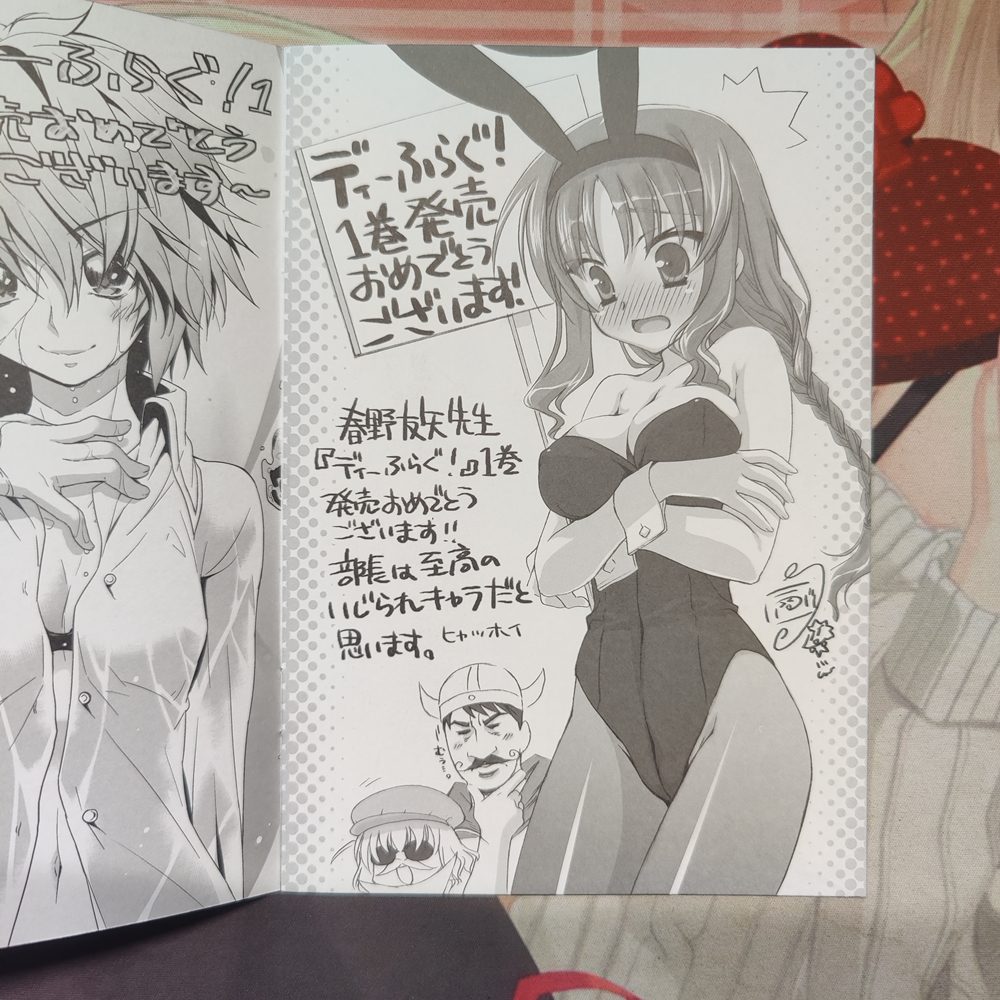 ーふらぐ!1
売おめでとう
ございます～
ディーふらぐ!
1巻発売
おめでとう
ございます!
春野友矢先生
『ディーふらぐ!』1巻
発売おめでとう
ございます!!
部長は至高の
いじられキャラだと
思います。ヒャッホイ
むぅ…。